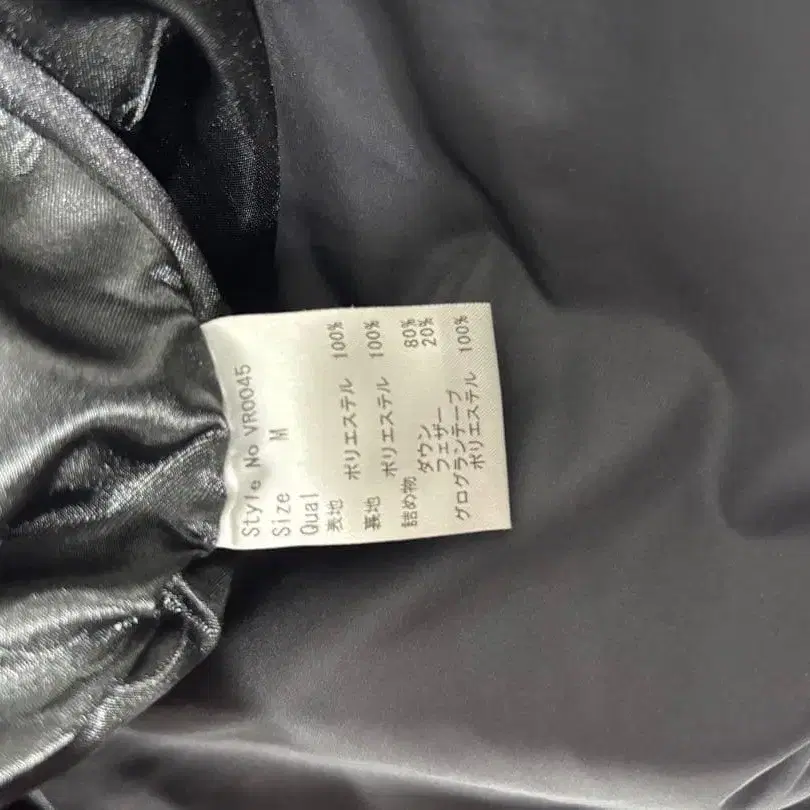 Style No VR0045
Size M
Qual
表地 ポリエステル 100%
裏地 ポリエステル 100%
詰め物 ダウン 80%
フェザー 20%
グログランテープ
ポリエステル 100%